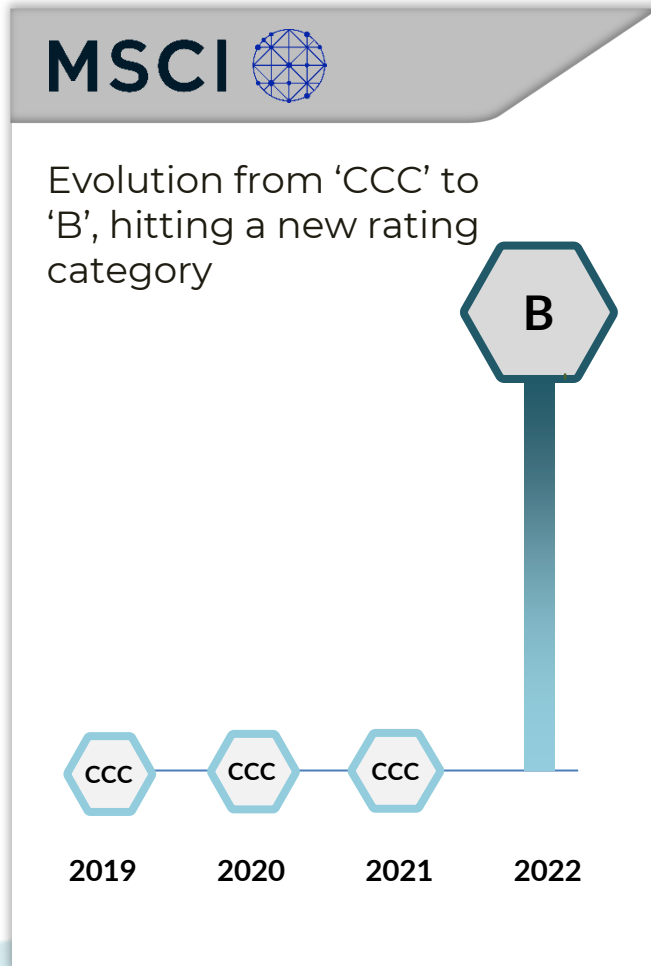 MSCI
Evolution from ‘CCC’ to
‘B’, hitting a new rating
category
B
CCC CCC CCC
2019 2020 2021 2022